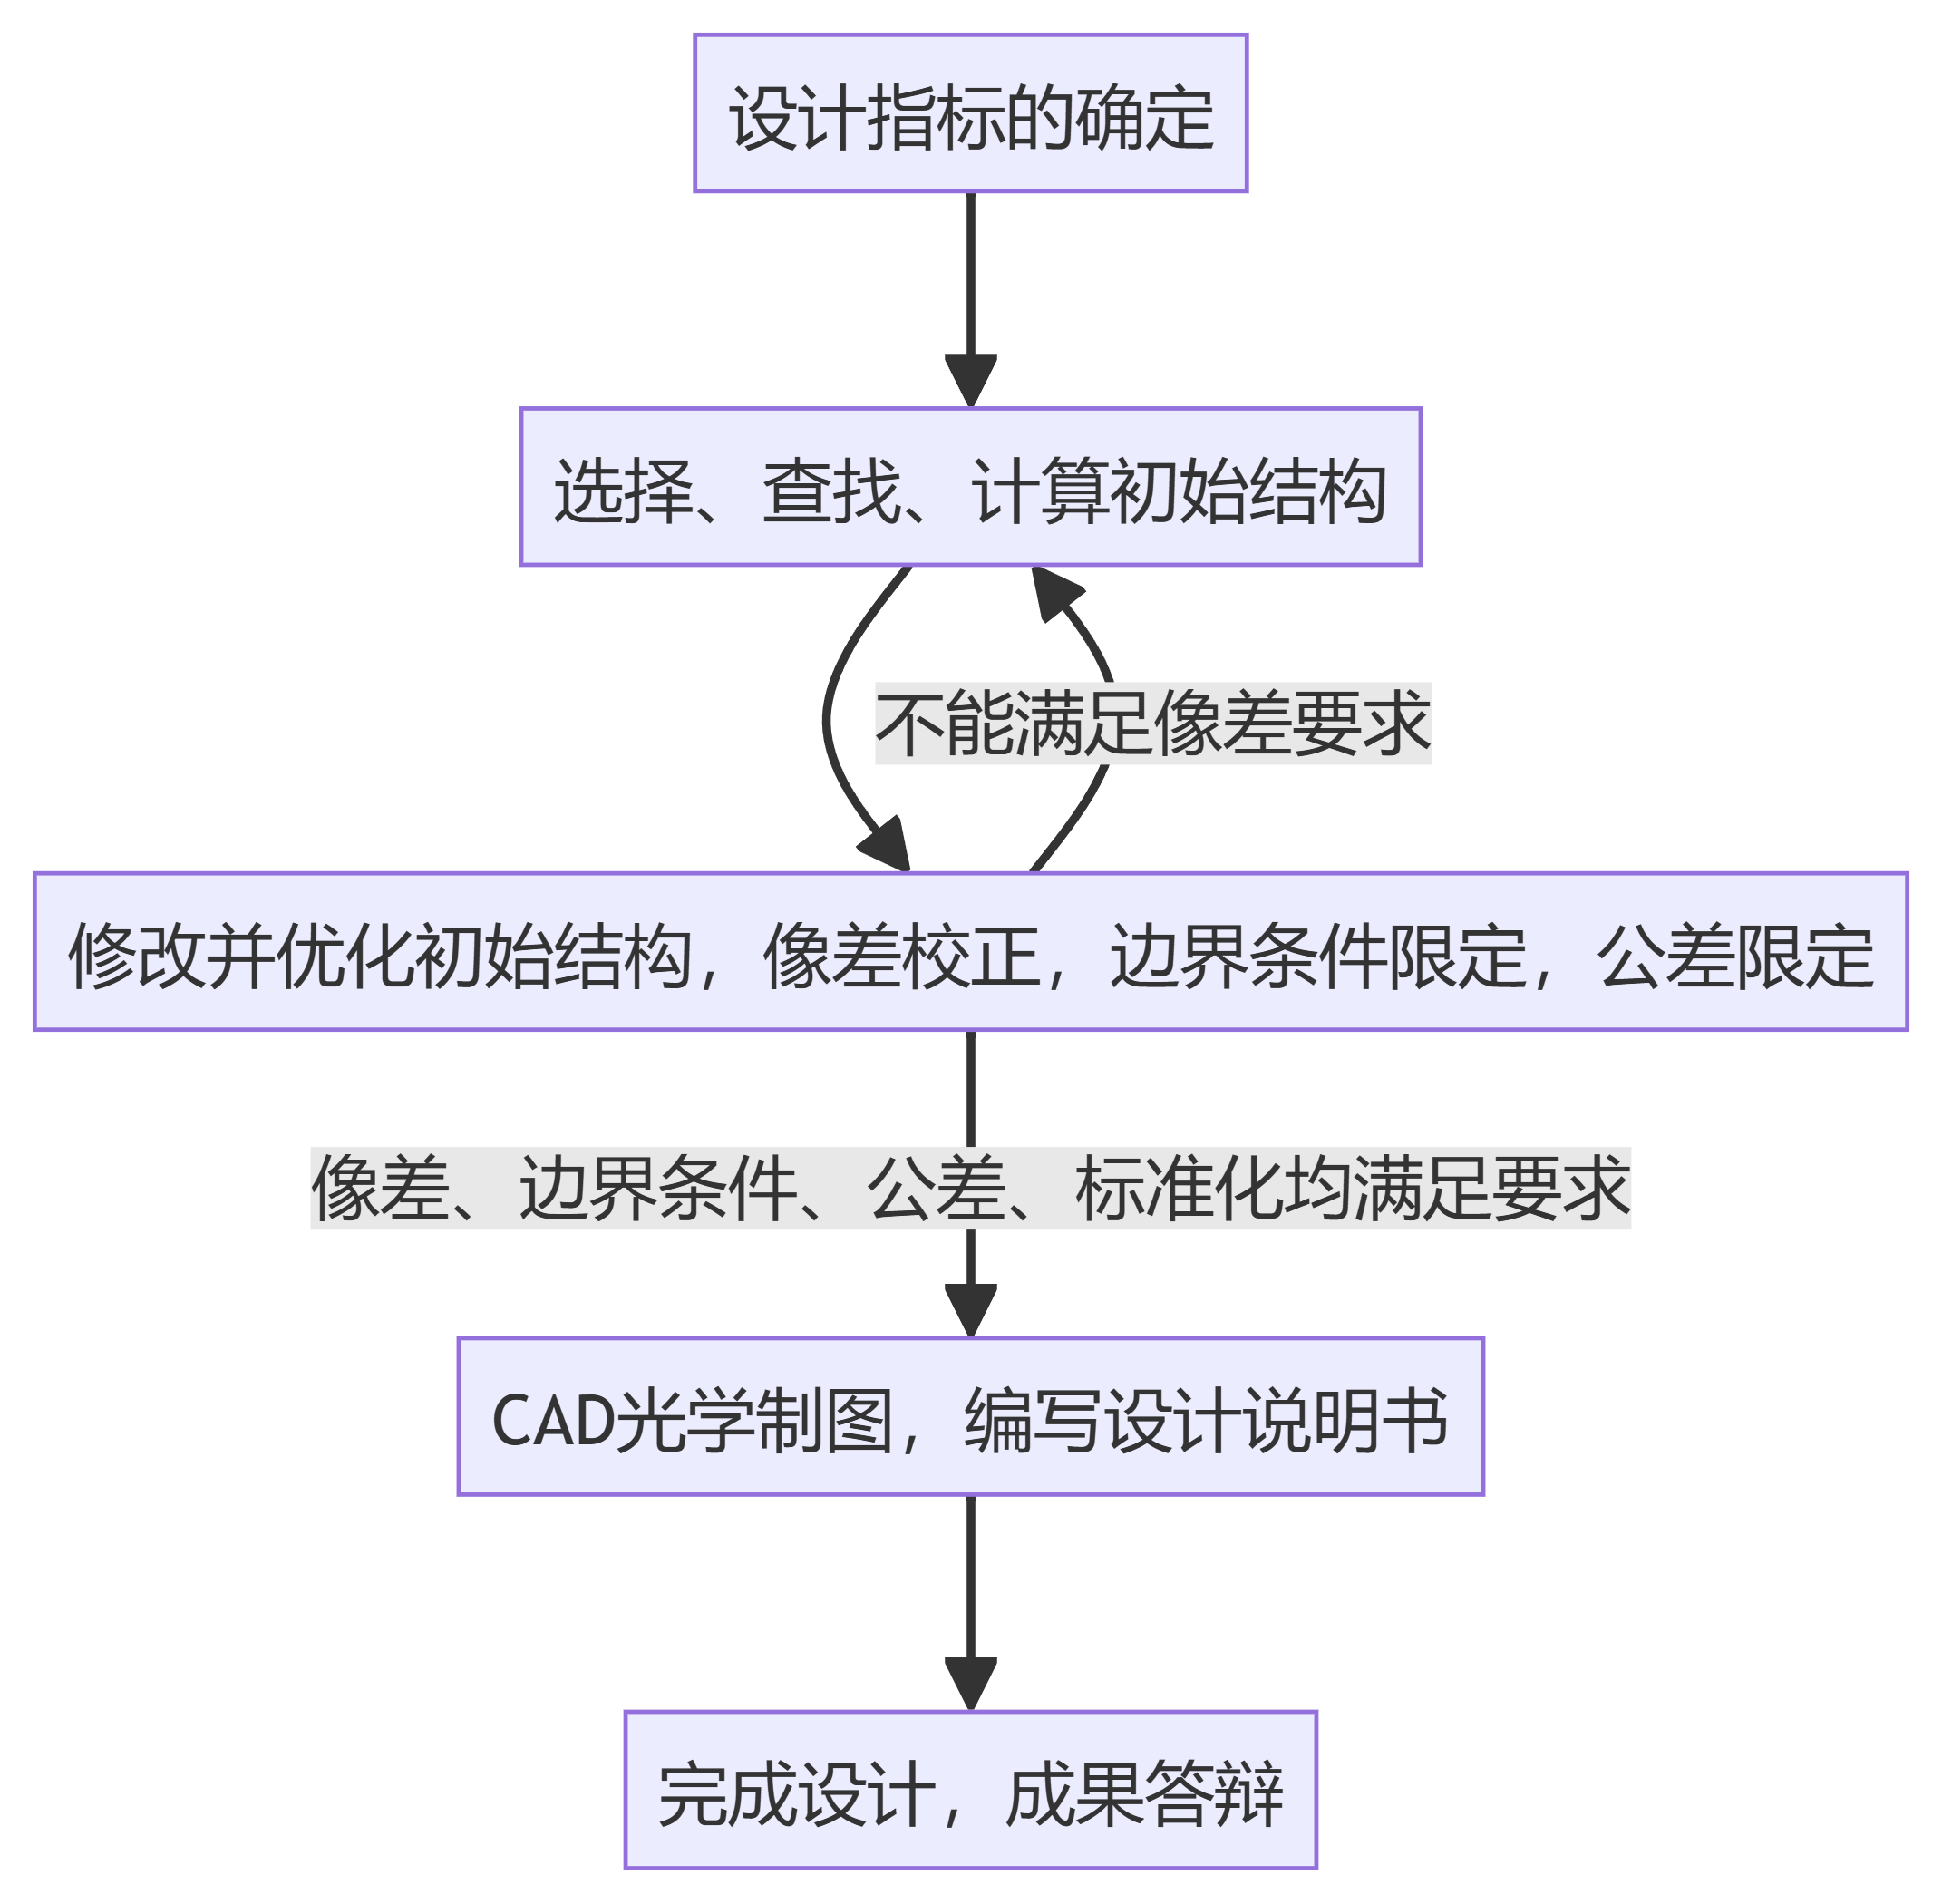 设计指标的确定
选择、查找、计算初始结构
不能满足像差要求
修改并优化初始结构，像差校正，边界条件限定，公差限定
像差、边界条件、公差、标准化均满足要求
CAD光学制图，编写设计说明书
完成设计，成果答辩